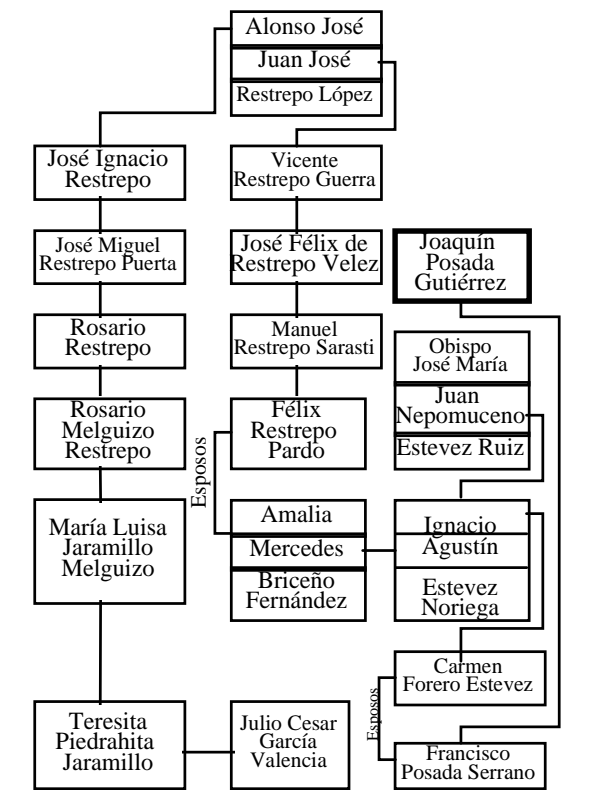 Alonso José
Juan José
Restrepo López
José Ignacio
Restrepo
Vicente
Restrepo Guerra
José Miguel
Restrepo Puerta
José Félix de
Restrepo Velez
Joaquín
Posada
Gutiérrez
Rosario
Restrepo
Manuel
Restrepo Sarasti
Obispo
José María
Juan
Nepomuceno
Estevez Ruiz
Rosario
Melguizo
Restrepo
Félix
Restrepo
Pardo
Esposos
María Luisa
Jaramillo
Melguizo
Amalia
Mercedes
Briceño
Fernández
Ignacio
Agustín
Estevez
Noriega
Carmen
Forero Estevez
Esposos
Teresita
Piedrahita
Jaramillo
Julio Cesar
García
Valencia
Francisco
Posada Serrano